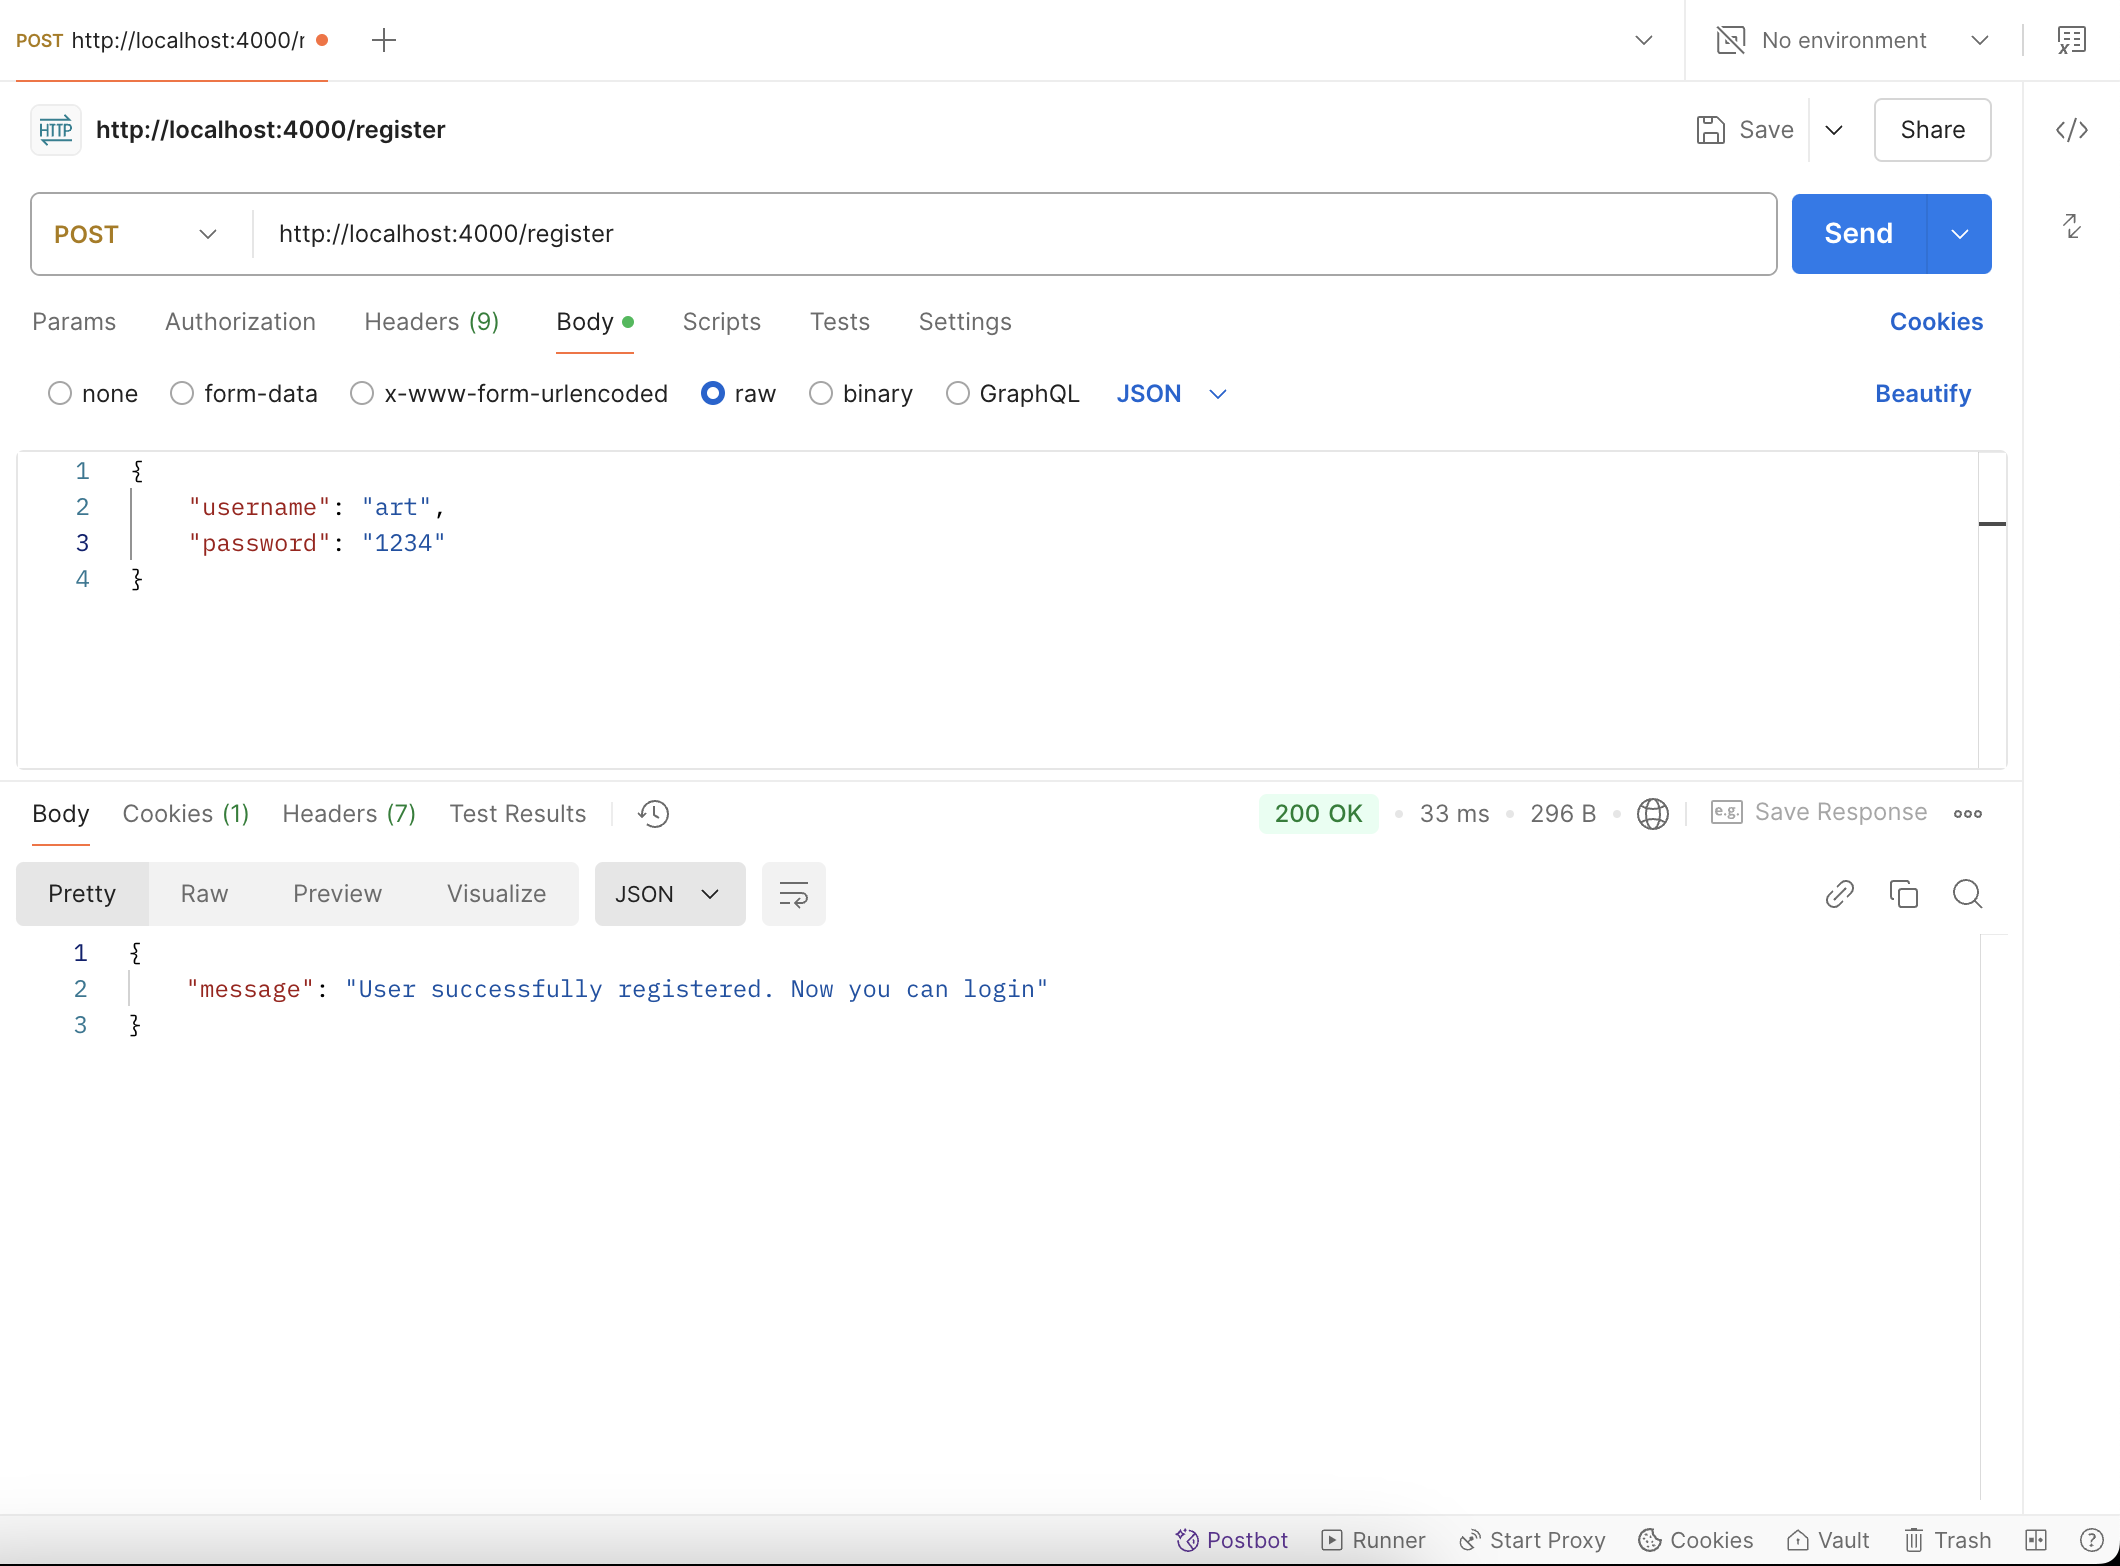 POST http://localhost:4000/r
No environment
HTTP http://localhost:4000/register
Save
Share
POST http://localhost:4000/register
Send
Params Authorization Headers (9) Body Scripts Tests Settings Cookies
none form-data x-www-form-urlencoded raw binary GraphQL JSON Beautify
1 {
2 "username": "art",
3 "password": "1234"
4 }
Body Cookies (1) Headers (7) Test Results 200 OK 33 ms 296 B e.g. Save Response
Pretty Raw Preview Visualize JSON
1 {
2 "message": "User successfully registered. Now you can login"
3 }
Postbot Runner Start Proxy Cookies Vault Trash